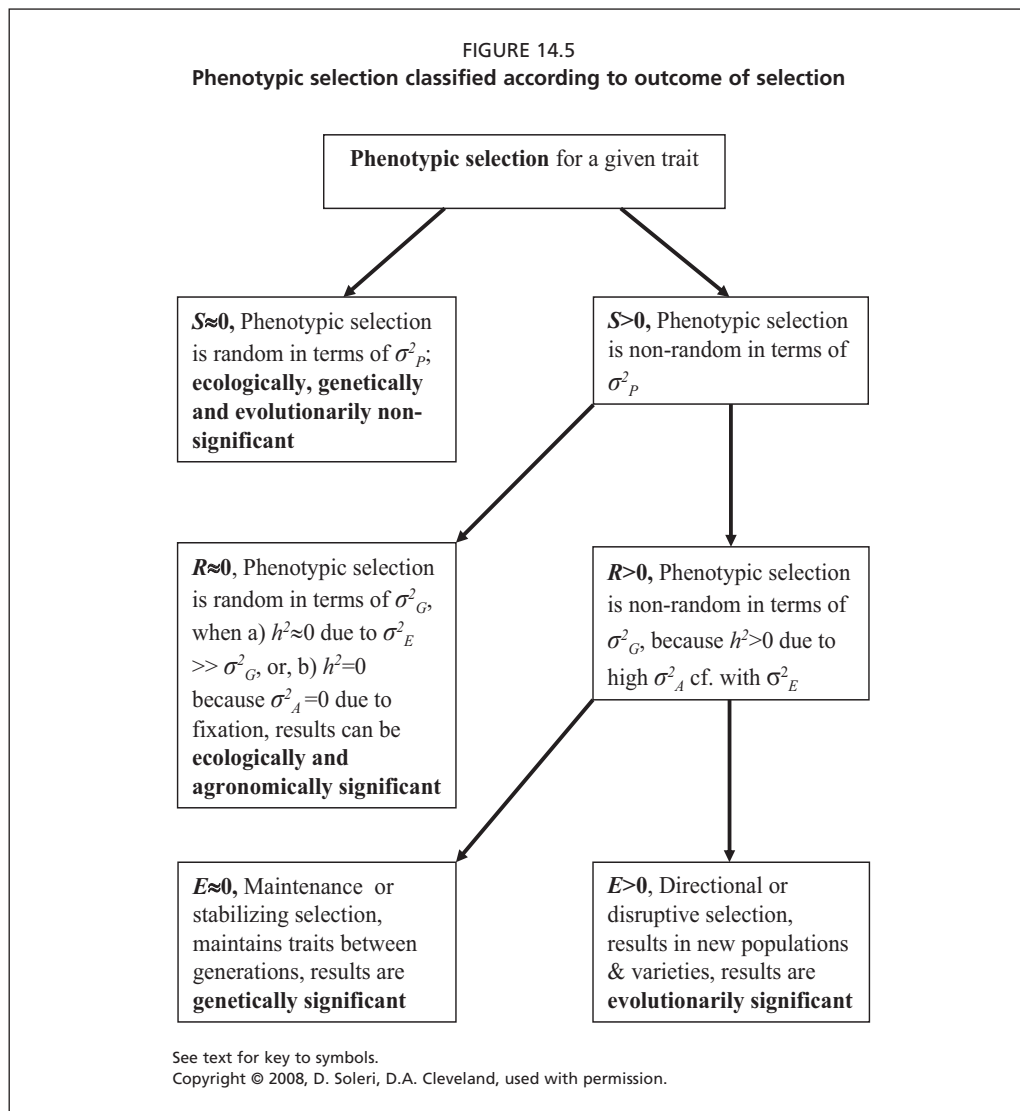 FIGURE 14.5
Phenotypic selection classified according to outcome of selection
Phenotypic selection for a given trait
S≈0, Phenotypic selection
is random in terms of σ²P;
ecologically, genetically
and evolutionarily non-
significant
S>0, Phenotypic selection
is non-random in terms of
σ²P
R≈0, Phenotypic selection
is random in terms of σ²G,
when a) h²≈0 due to σ²E
>> σ²G, or, b) h²=0
because σ²A=0 due to
fixation, results can be
ecologically and
agronomically significant
R>0, Phenotypic selection
is non-random in terms of
σ²G, because h²>0 due to
high σ²A cf. with σ²E
E≈0, Maintenance or
stabilizing selection,
maintains traits between
generations, results are
genetically significant
E>0, Directional or
disruptive selection,
results in new populations
& varieties, results are
evolutionarily significant
See text for key to symbols.
Copyright © 2008, D. Soleri, D.A. Cleveland, used with permission.